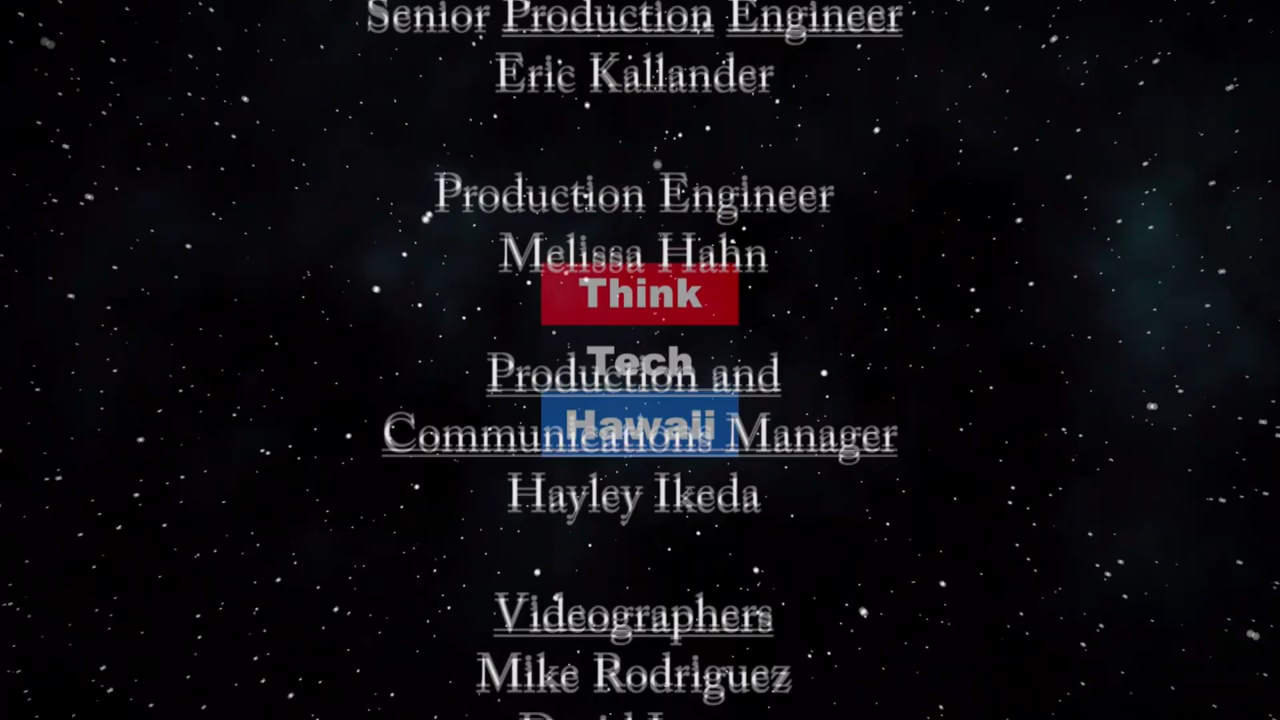 Senior Production Engineer
Eric Kallander
Production Engineer
Melissa Hahn
Think
Tech
Hawaii
Production and
Communications Manager
Hayley Ikeda
Videographers
Mike Rodriguez